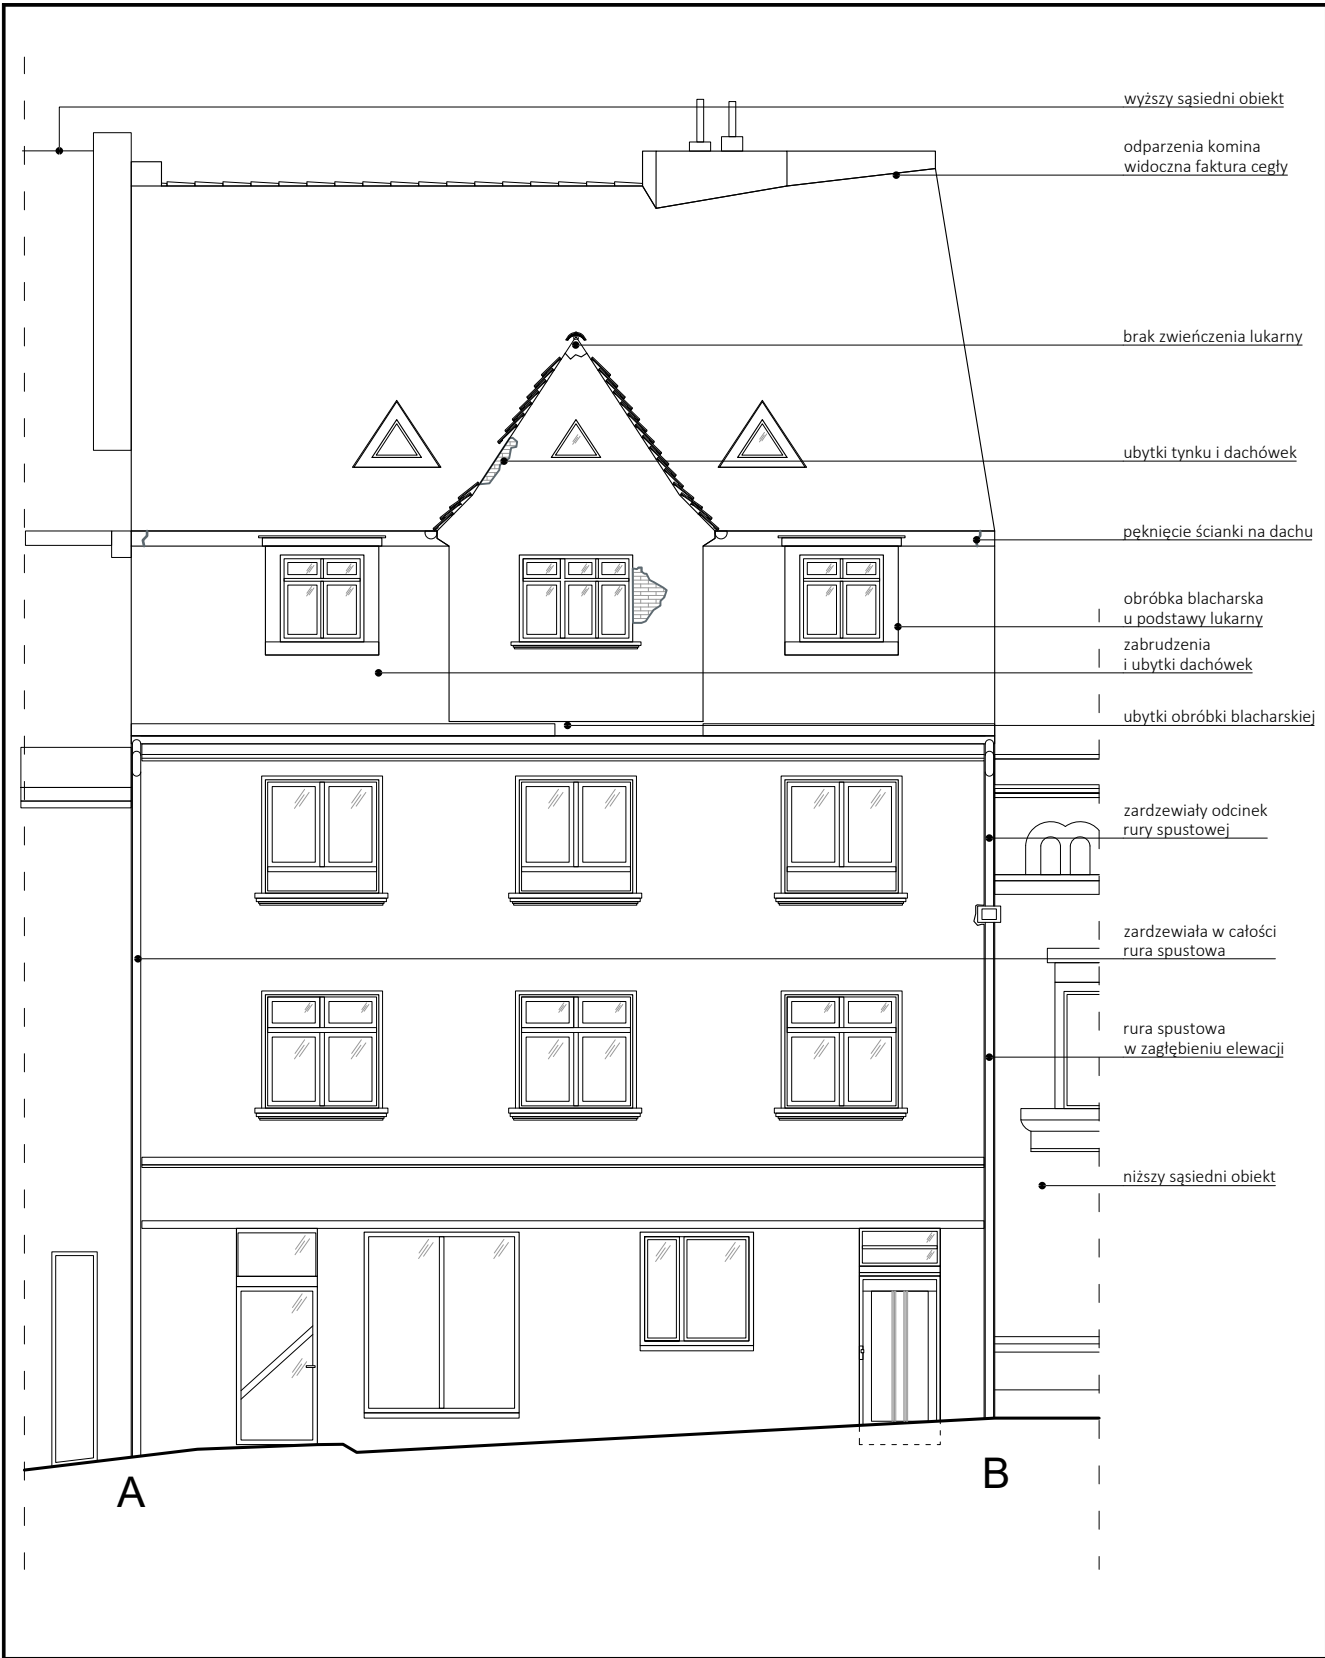 wyższy sąsiedni obiekt
odparzenia komina
widoczna faktura cegły
brak zwieńczenia lukarny
ubytki tynku i dachówek
pęknięcie ścianki na dachu
obróbka blacharska
u podstawy lukarny
zabrudzenia
i ubytki dachówek
ubytki obróbki blacharskiej
zardzewiały odcinek
rury spustowej
zardzewiała w całości
rura spustowa
rura spustowa
w zagłębieniu elewacji
niższy sąsiedni obiekt
A
B